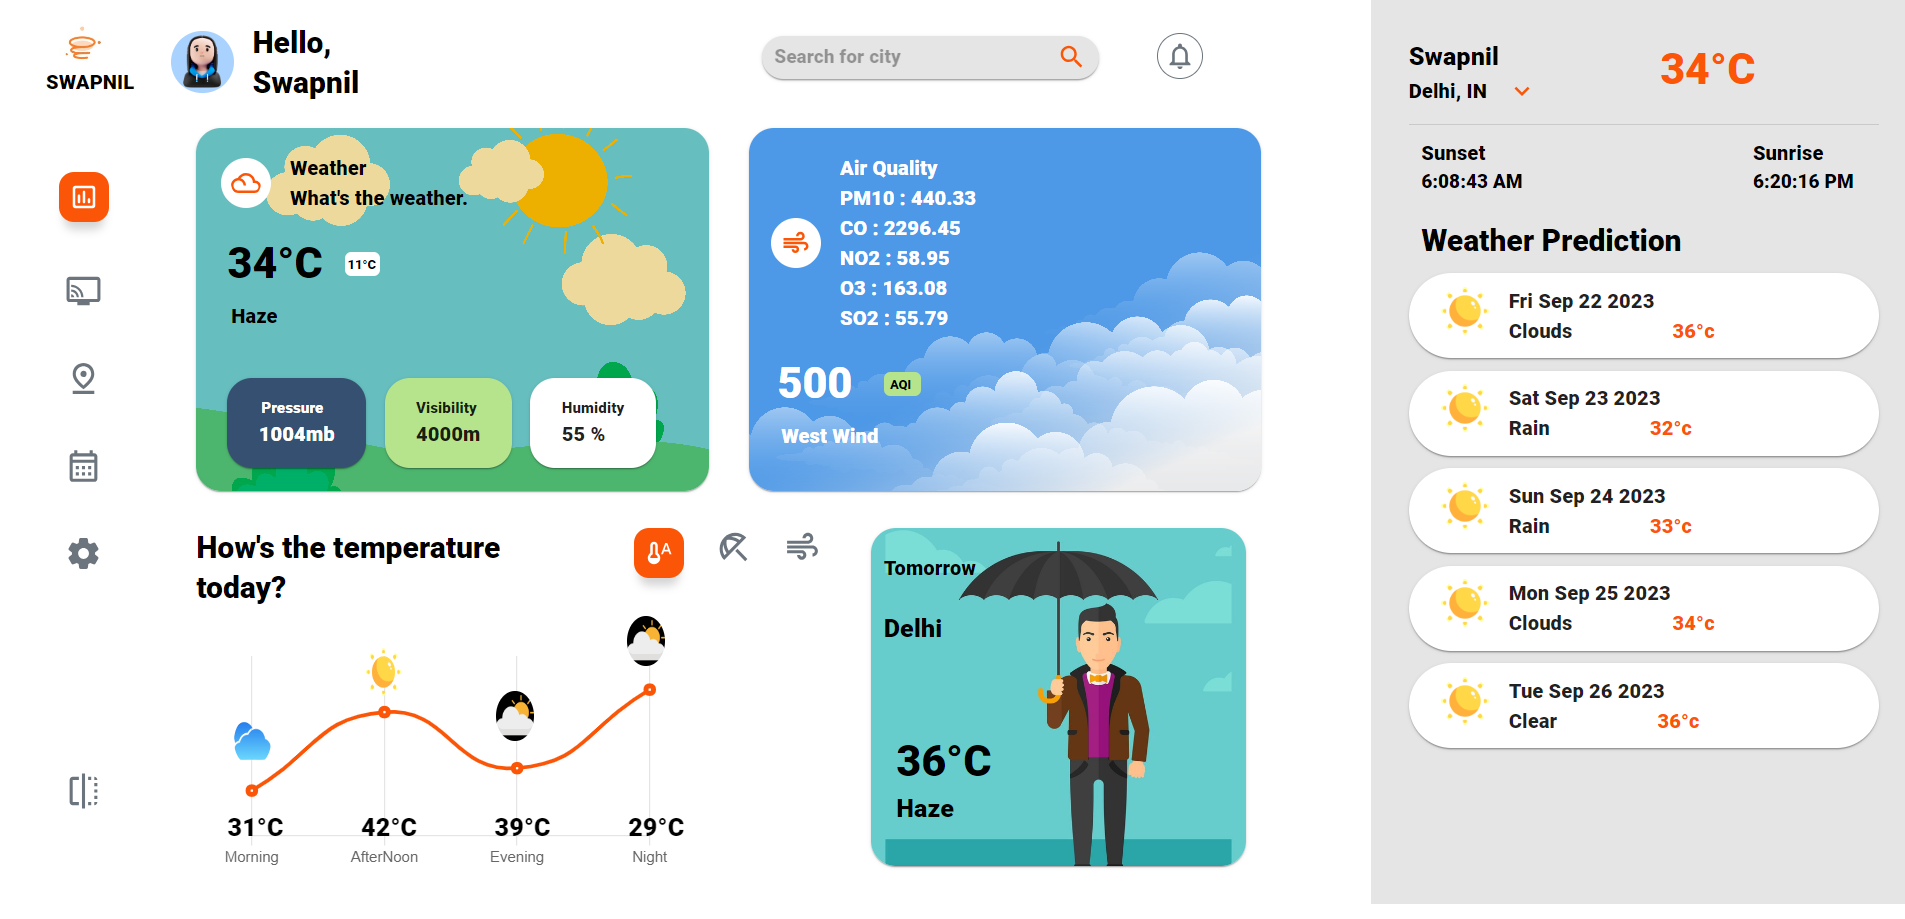 SWAPNIL
Hello,
Swapnil
Search for city
Weather
What's the weather.
34°C
11°C
Haze
Pressure
1004mb
Visibility
4000m
Humidity
55 %
Air Quality
PM10 : 440.33
CO : 2296.45
NO2 : 58.95
O3 : 163.08
SO2 : 55.79
500
AQI
West Wind
How's the temperature
today?
A
31°C
42°C
39°C
29°C
Morning
AfterNoon
Evening
Night
Tomorrow
Delhi
36°C
Haze
Swapnil
Delhi, IN
34°C
Sunset
6:08:43 AM
Sunrise
6:20:16 PM
Weather Prediction
Fri Sep 22 2023
Clouds 36°c
Sat Sep 23 2023
Rain 32°c
Sun Sep 24 2023
Rain 33°c
Mon Sep 25 2023
Clouds 34°c
Tue Sep 26 2023
Clear 36°c